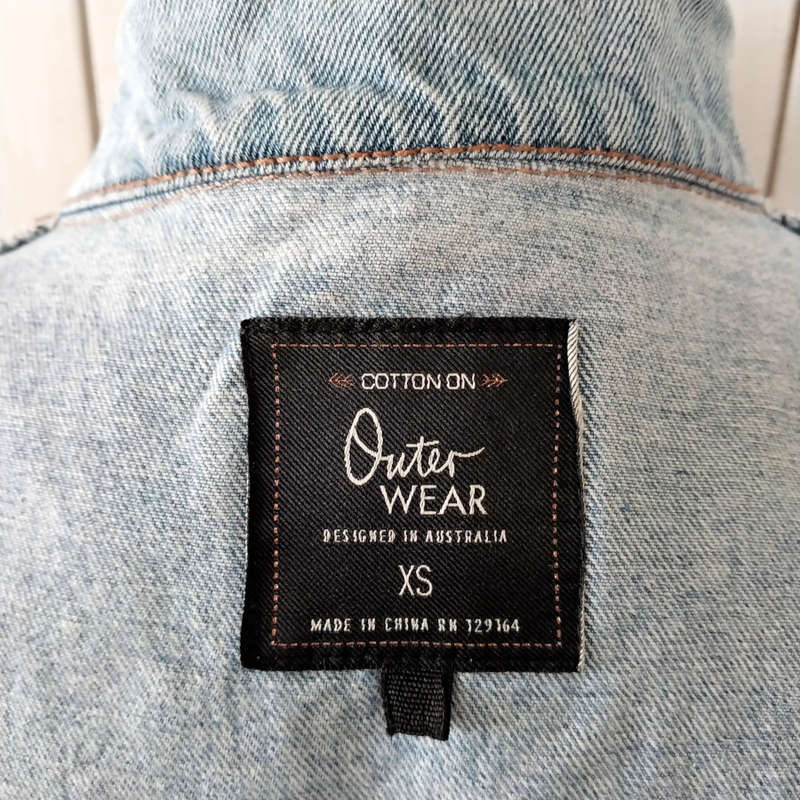 COTTON ON
Outer
WEAR
DESIGNED IN AUSTRALIA
XS
MADE IN CHINA RN 129164